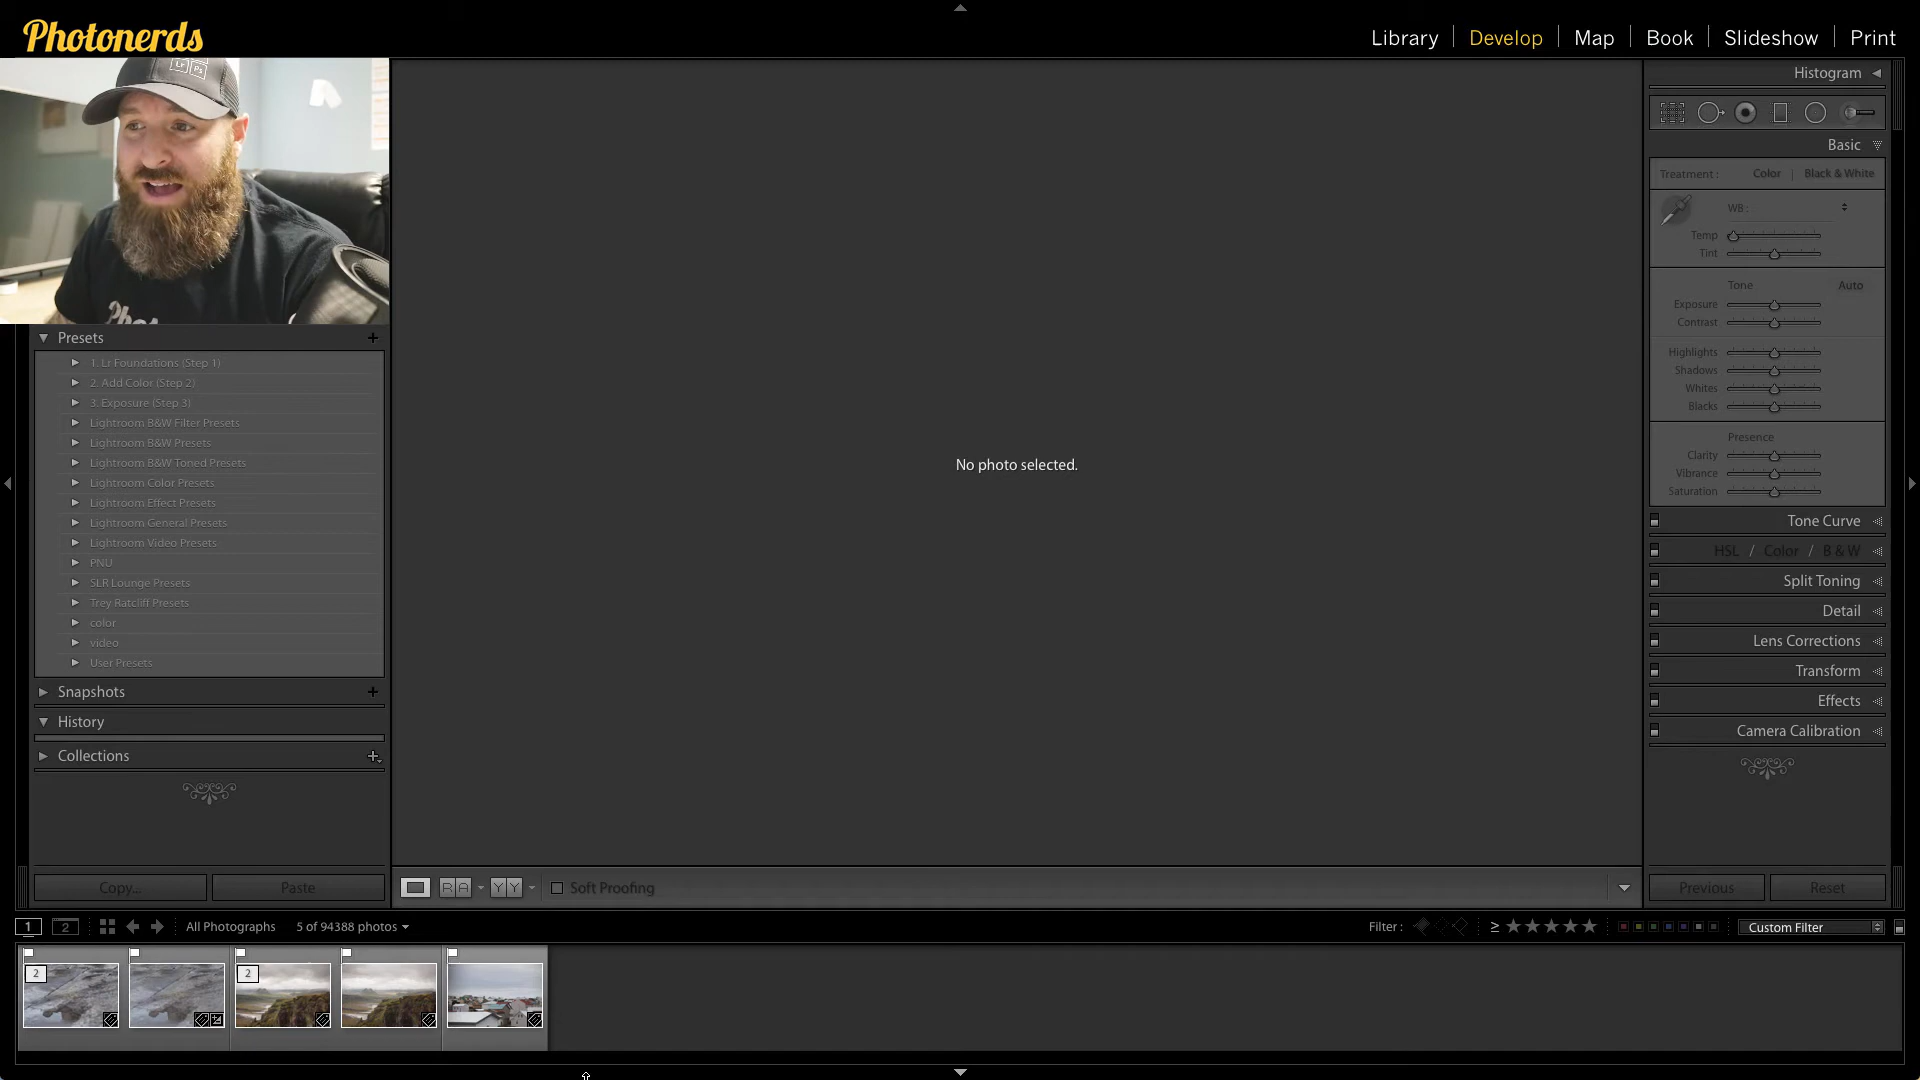 Photonerds
Library | Develop | Map | Book | Slideshow | Print
Histogram
Lr Ps
Basic
Treatment : Color | Black & White
WB :
Temp
Tint
Tone Auto
Exposure
Contrast
Highlights
Shadows
Whites
Blacks
Presence
Clarity
Vibrance
Saturation
Tone Curve
HSL / Color / B & W
Split Toning
Detail
Lens Corrections
Transform
Effects
Camera Calibration
Presets +
1. Lr Foundations (Step 1)
2. Add Color (Step 2)
3. Exposure (Step 3)
Lightroom B&W Filter Presets
Lightroom B&W Presets
Lightroom B&W Toned Presets
Lightroom Color Presets
Lightroom Effect Presets
Lightroom General Presets
Lightroom Video Presets
PNU
SLR Lounge Presets
Trey Ratcliff Presets
color
video
User Presets
Snapshots +
History
Collections +
No photo selected.
Copy... Paste
R A Y Y Soft Proofing
Previous Reset
1 2 All Photographs 5 of 94388 photos
Filter : ≥ ★★★★★ Custom Filter
2 2